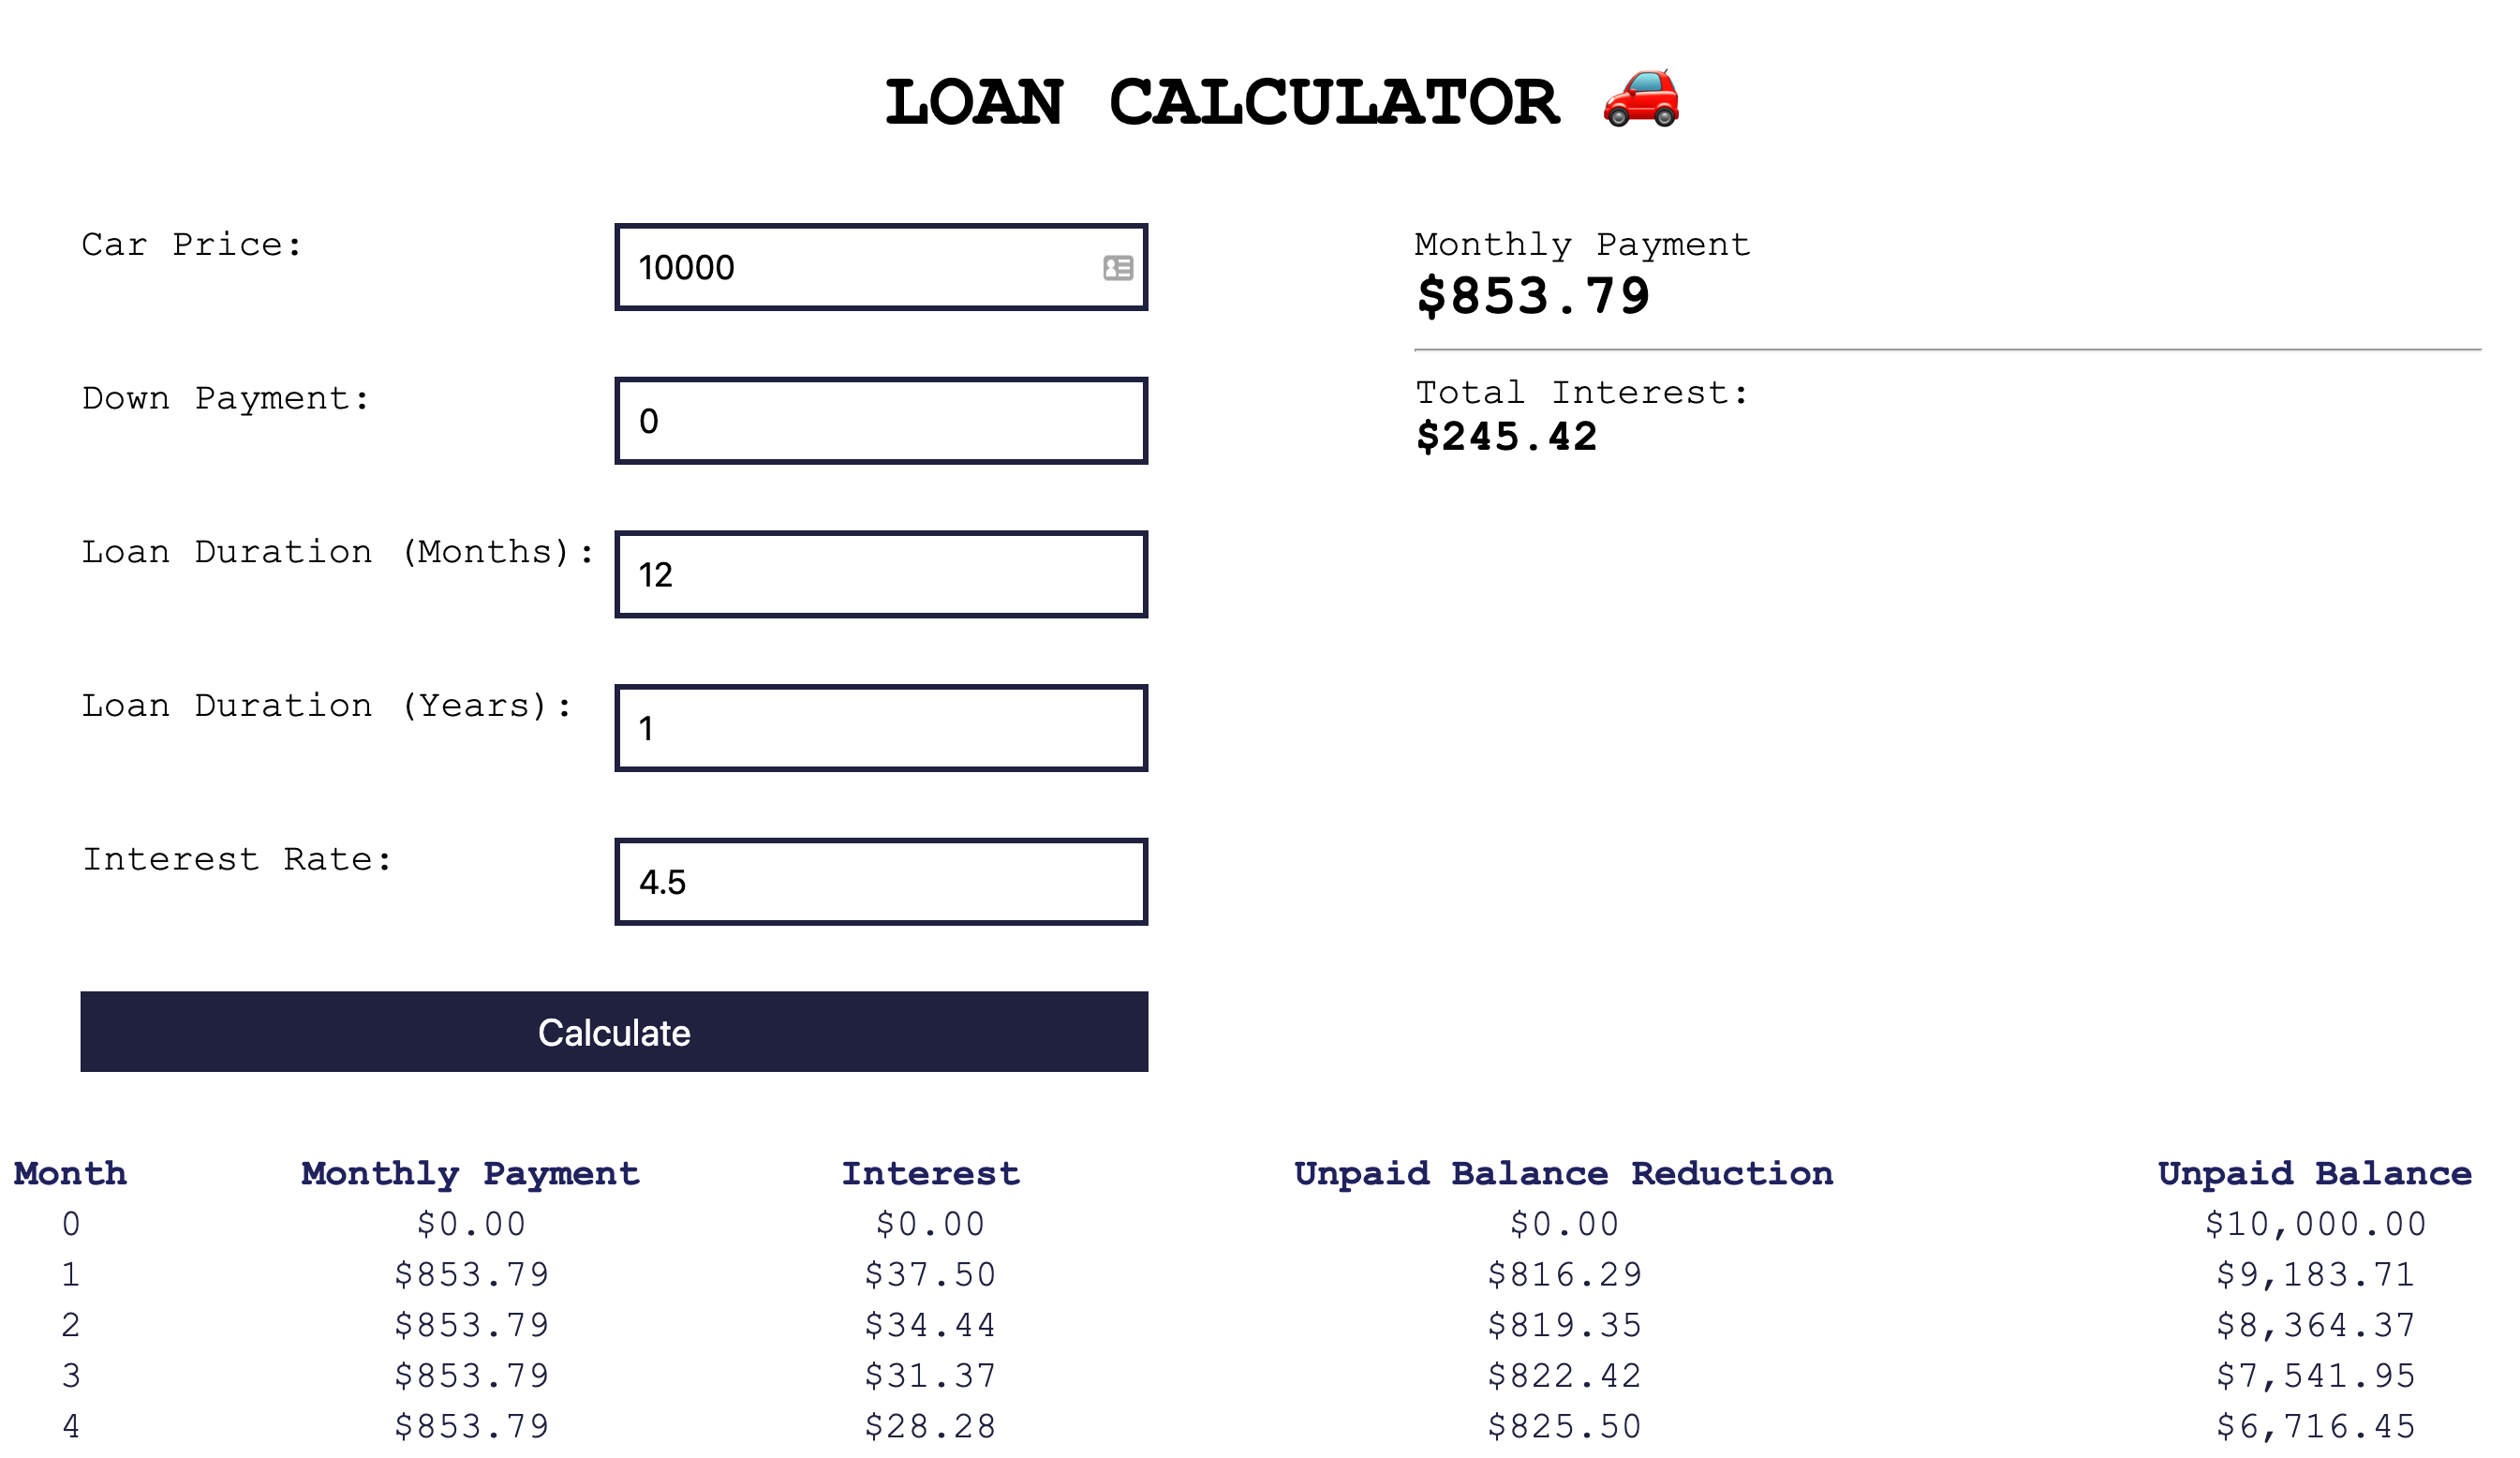 LOAN CALCULATOR 🚗
Car Price:
10000
Down Payment:
0
Loan Duration (Months):
12
Loan Duration (Years):
1
Interest Rate:
4.5
Calculate
Monthly Payment
$853.79
Total Interest:
$245.42
Month Monthly Payment Interest Unpaid Balance Reduction Unpaid Balance
0 $0.00 $0.00 $0.00 $10,000.00
1 $853.79 $37.50 $816.29 $9,183.71
2 $853.79 $34.44 $819.35 $8,364.37
3 $853.79 $31.37 $822.42 $7,541.95
4 $853.79 $28.28 $825.50 $6,716.45